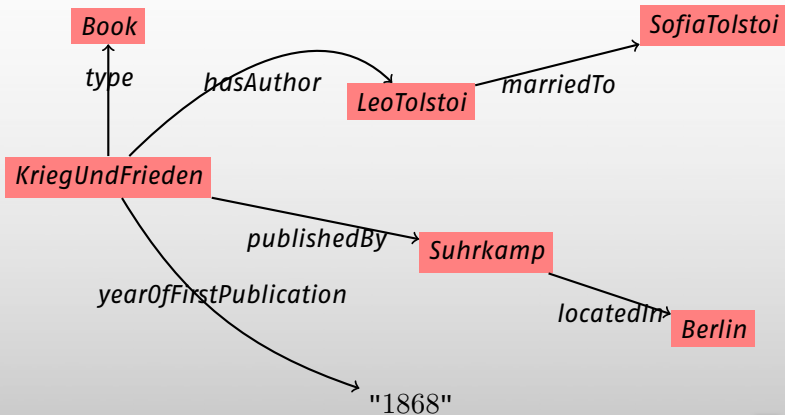 Book
SofiaTolstoi
type
hasAuthor
marriedTo
LeoTolstoi
KriegUndFrieden
publishedBy
Suhrkamp
yearOfFirstPublication
locatedIn
Berlin
"1868"